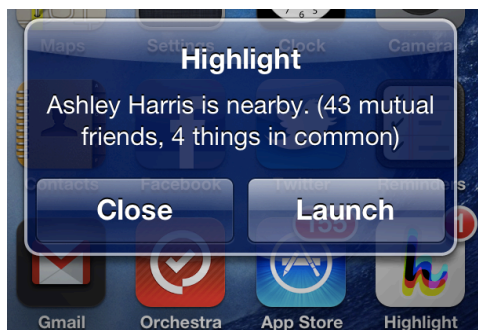 Maps Settings Clock Camera
Highlight
Ashley Harris is nearby. (43 mutual
friends, 4 things in common)
Contacts Facebook Twitter Reminders
Close Launch
155 1
Gmail Orchestra App Store Highlight